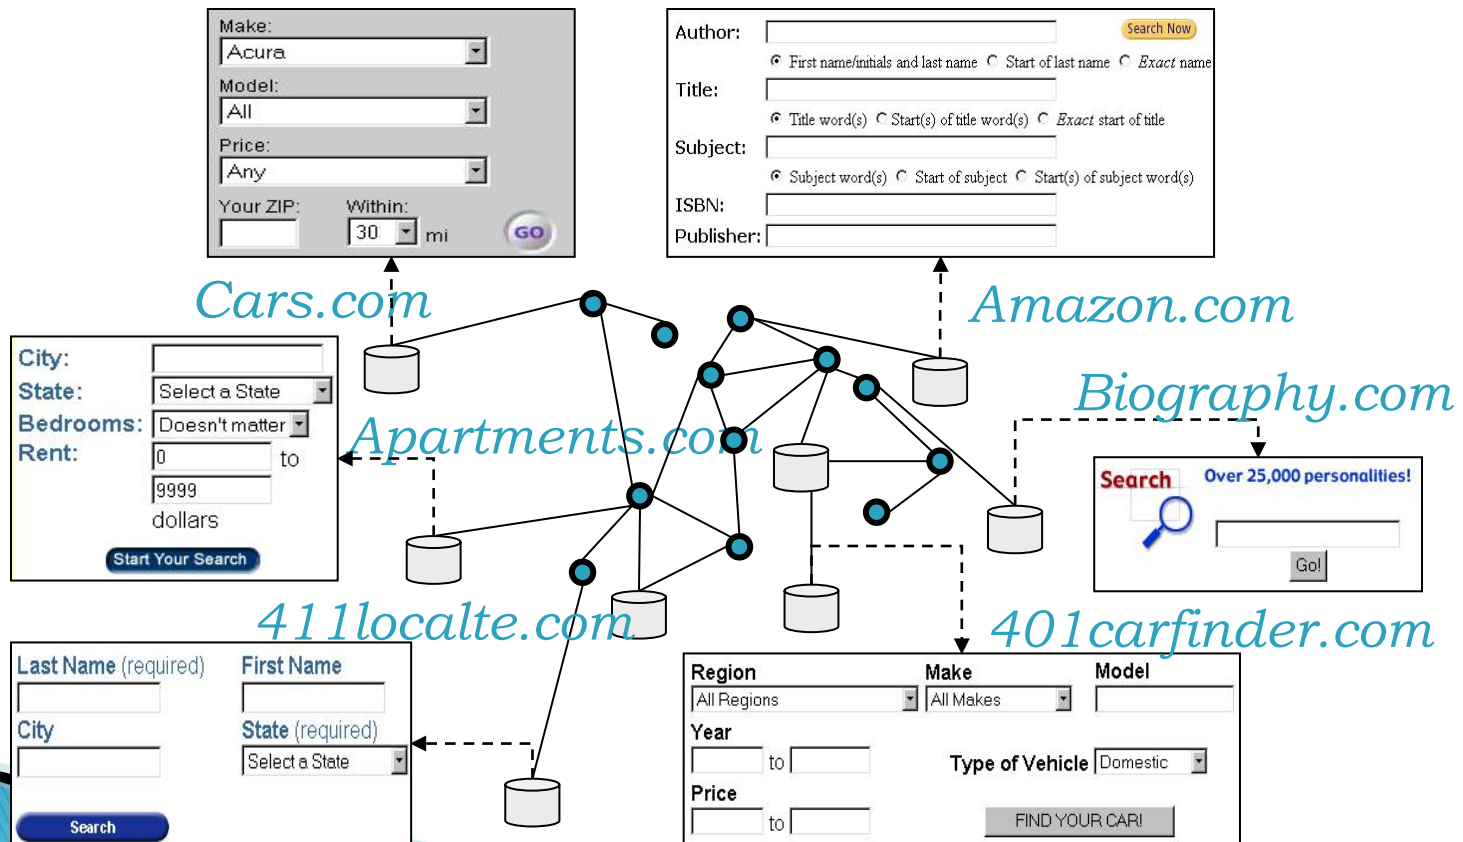 Make:
Acura
Model:
All
Price:
Any
Your ZIP: Within:
30 mi GO
Author: Search Now
First name/initials and last name Start of last name Exact name
Title:
Title word(s) Start(s) of title word(s) Exact start of title
Subject:
Subject word(s) Start of subject Start(s) of subject word(s)
ISBN:
Publisher:
Cars.com
Amazon.com
City:
State: Select a State
Bedrooms: Doesn't matter
Rent: 0 to
9999
dollars
Start Your Search
Apartments.com
Biography.com
Search Over 25,000 personalities!
Go!
411localte.com
401carfinder.com
Last Name (required) First Name
City State (required)
Select a State
Search
Region Make Model
All Regions All Makes
Year
to Type of Vehicle Domestic
Price
to FIND YOUR CAR!